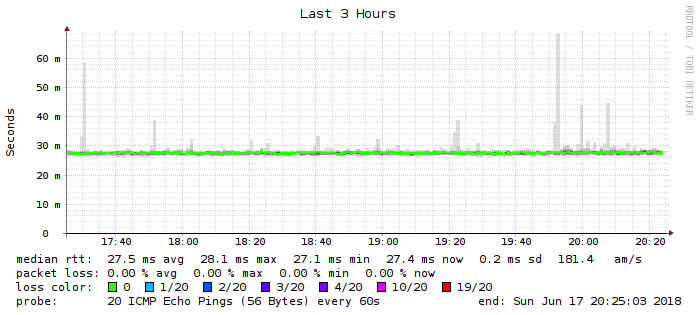 Last 3 Hours
RRDTOOL / TOBI OETIKER
Seconds
60 m
50 m
40 m
30 m
20 m
10 m
0
17:40 18:00 18:20 18:40 19:00 19:20 19:40 20:00 20:20
median rtt: 27.5 ms avg 28.1 ms max 27.1 ms min 27.4 ms now 0.2 ms sd 181.4 am/s
packet loss: 0.00 % avg 0.00 % max 0.00 % min 0.00 % now
loss color: 0 1/20 2/20 3/20 4/20 10/20 19/20
probe: 20 ICMP Echo Pings (56 Bytes) every 60s end: Sun Jun 17 20:25:03 2018